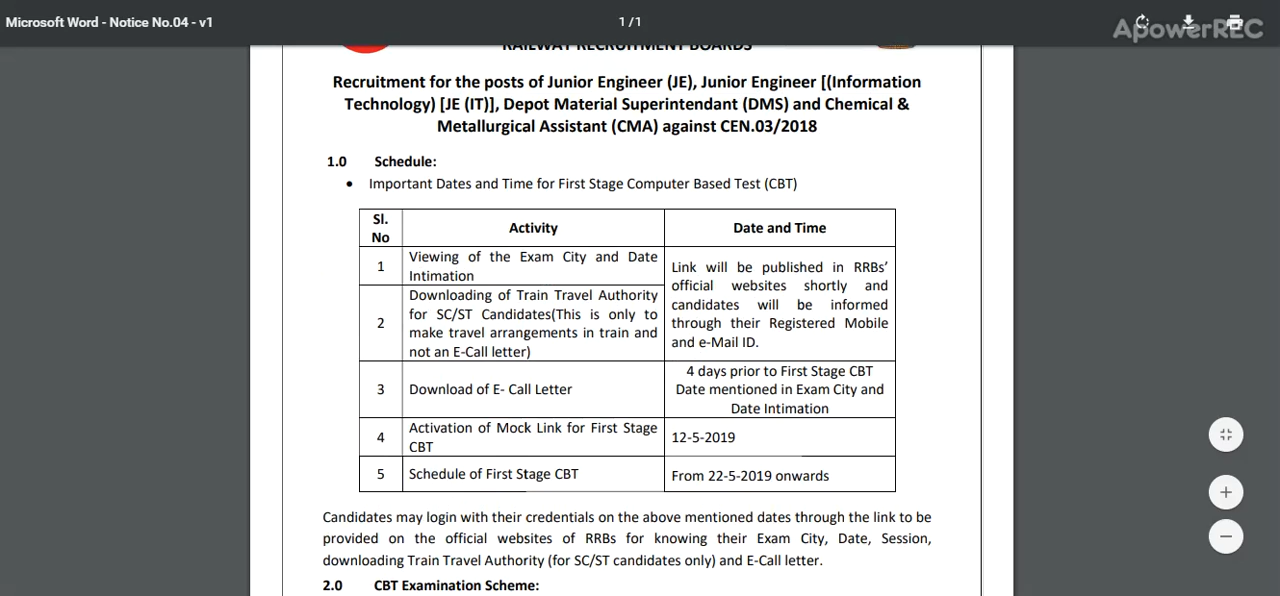 Microsoft Word - Notice No.04 - v1
1 / 1
ApowerREC
RAILWAY RECRUITMENT BOARDS
Recruitment for the posts of Junior Engineer (JE), Junior Engineer [(Information
Technology) [JE (IT)], Depot Material Superintendant (DMS) and Chemical &
Metallurgical Assistant (CMA) against CEN.03/2018
1.0 Schedule:
• Important Dates and Time for First Stage Computer Based Test (CBT)
Sl.
No
Activity
Date and Time
1
Viewing of the Exam City and Date
Intimation
Link will be published in RRBs’
official websites shortly and
candidates will be informed
through their Registered Mobile
and e-Mail ID.
2
Downloading of Train Travel Authority
for SC/ST Candidates(This is only to
make travel arrangements in train and
not an E-Call letter)
3
Download of E- Call Letter
4 days prior to First Stage CBT
Date mentioned in Exam City and
Date Intimation
4
Activation of Mock Link for First Stage
CBT
12-5-2019
5
Schedule of First Stage CBT
From 22-5-2019 onwards
Candidates may login with their credentials on the above mentioned dates through the link to be
provided on the official websites of RRBs for knowing their Exam City, Date, Session,
downloading Train Travel Authority (for SC/ST candidates only) and E-Call letter.
2.0 CBT Examination Scheme: